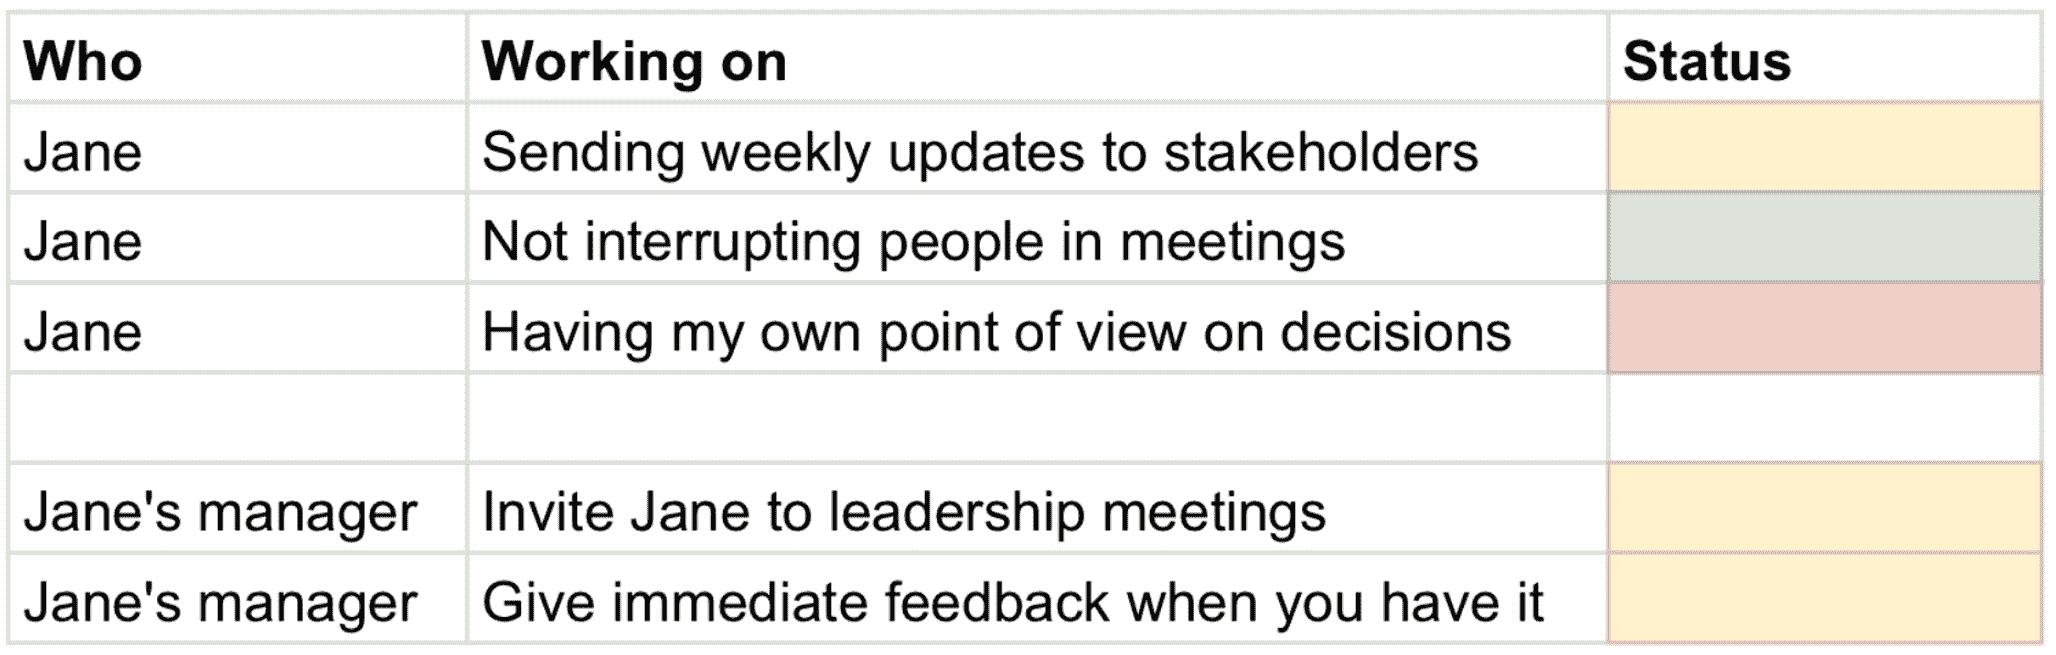 Who Working on Status
Jane Sending weekly updates to stakeholders
Jane Not interrupting people in meetings
Jane Having my own point of view on decisions
Jane's manager Invite Jane to leadership meetings
Jane's manager Give immediate feedback when you have it